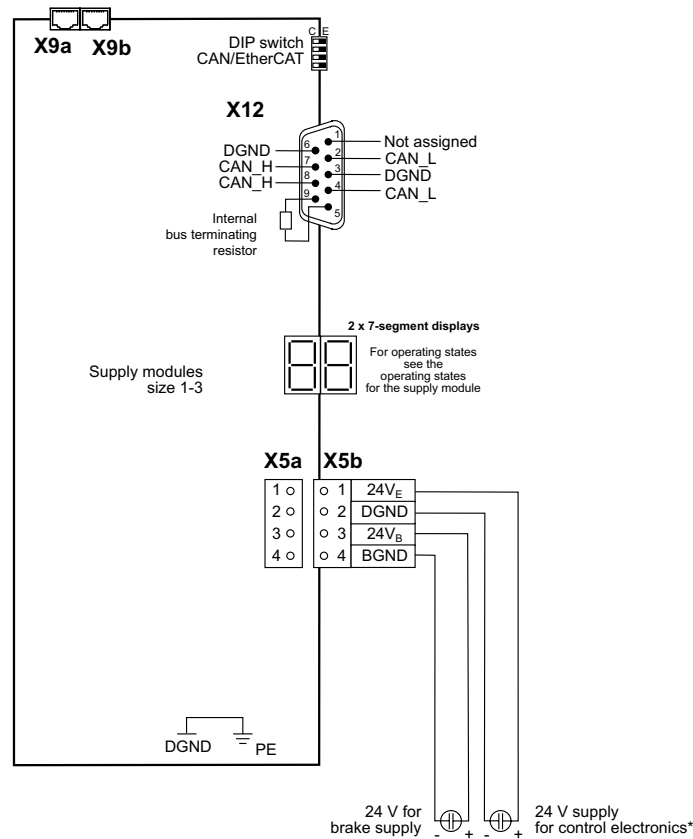 X9a X9b
C E
DIP switch
CAN/EtherCAT
X12
1 Not assigned
6 DGND
2 CAN_L
7 CAN_H
3 DGND
8 CAN_H
4 CAN_L
9
5
Internal
bus terminating
resistor
2 x 7-segment displays
For operating states
see the
operating states
for the supply module
Supply modules
size 1-3
X5a X5b
1 1 24VE
2 2 DGND
3 3 24VB
4 4 BGND
DGND PE
24 V for
brake supply
- + - +
24 V supply
for control electronics*